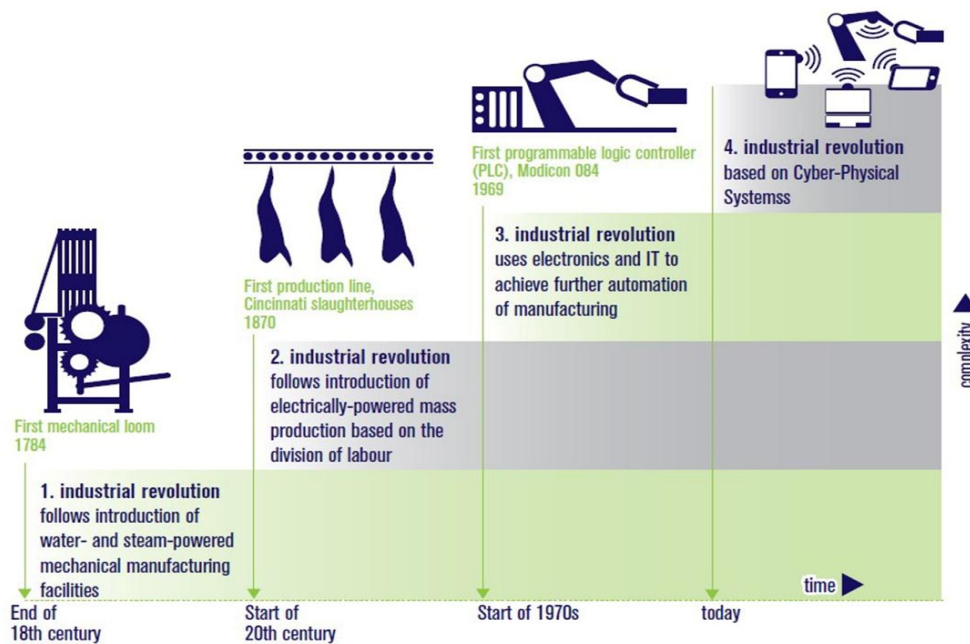 First mechanical loom
1784
1. industrial revolution
follows introduction of
water- and steam-powered
mechanical manufacturing
facilities
End of
18th century
First production line,
Cincinnati slaughterhouses
1870
2. industrial revolution
follows introduction of
electrically-powered mass
production based on the
division of labour
Start of
20th century
First programmable logic controller
(PLC), Modicon 084
1969
3. industrial revolution
uses electronics and IT to
achieve further automation
of manufacturing
Start of 1970s
4. industrial revolution
based on Cyber-Physical
Systemss
today
time
complexity